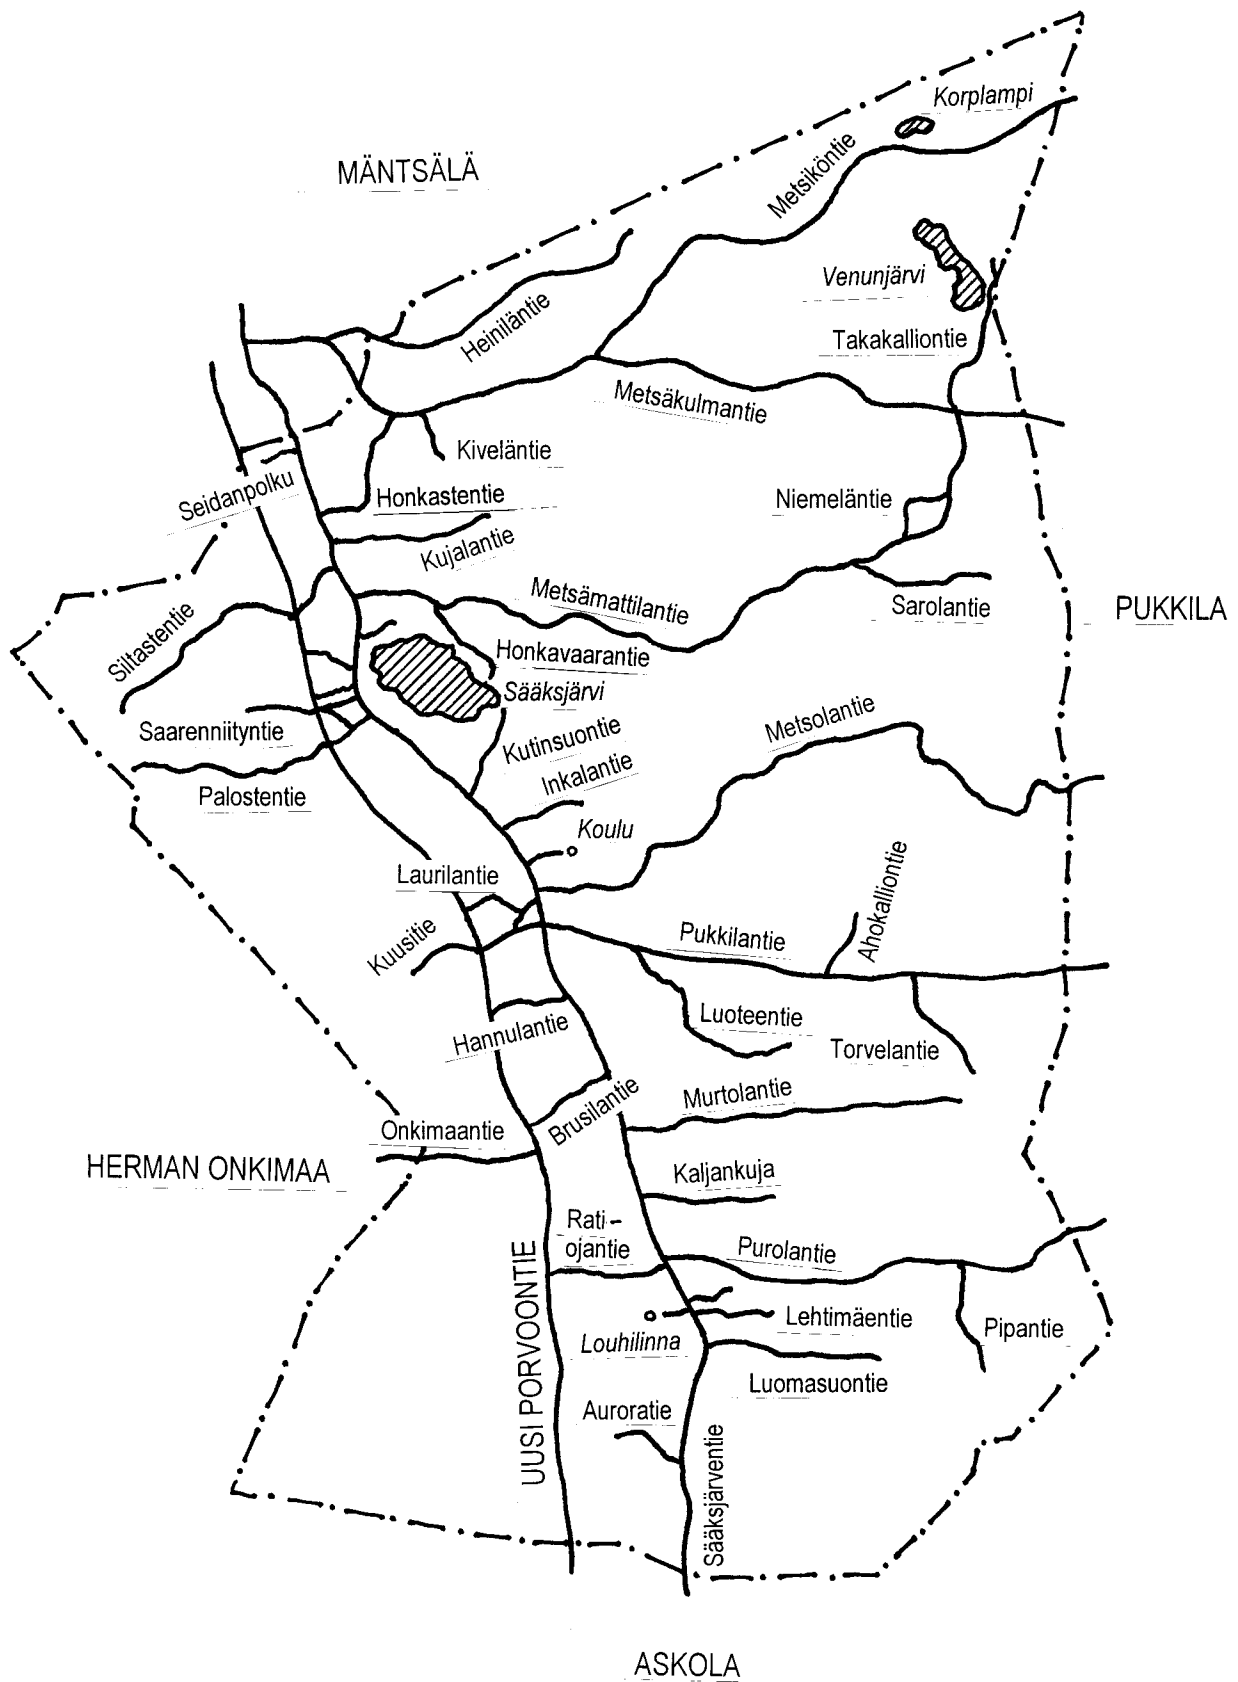 Korplampi
MÄNTSÄLÄ
Metsiköntie
Venunjärvi
Heiniläntie
Takakalliontie
Metsäkulmantie
Kiveläntie
Seidanpolku
Honkastentie
Niemeläntie
Kujalantie
Metsämattilantie
Sarolantie
PUKKILA
Siltastentie
Honkavaarantie
Sääksjärvi
Metsolantie
Saarenniityntie
Kutinsuontie
Inkalantie
Palostentie
Koulu
Laurilantie
Ahokalliontie
Kuusitie
Pukkilantie
Luoteentie
Hannulantie
Torvelantie
Murtolantie
Brusilantie
Onkimaantie
HERMAN ONKIMAA
Kaljankuja
Rati-
ojantie
Purolantie
UUSI PORVOONTIE
Lehtimäentie
Pipantie
Louhilinna
Luomasuontie
Auroratie
Sääksjärventie
ASKOLA